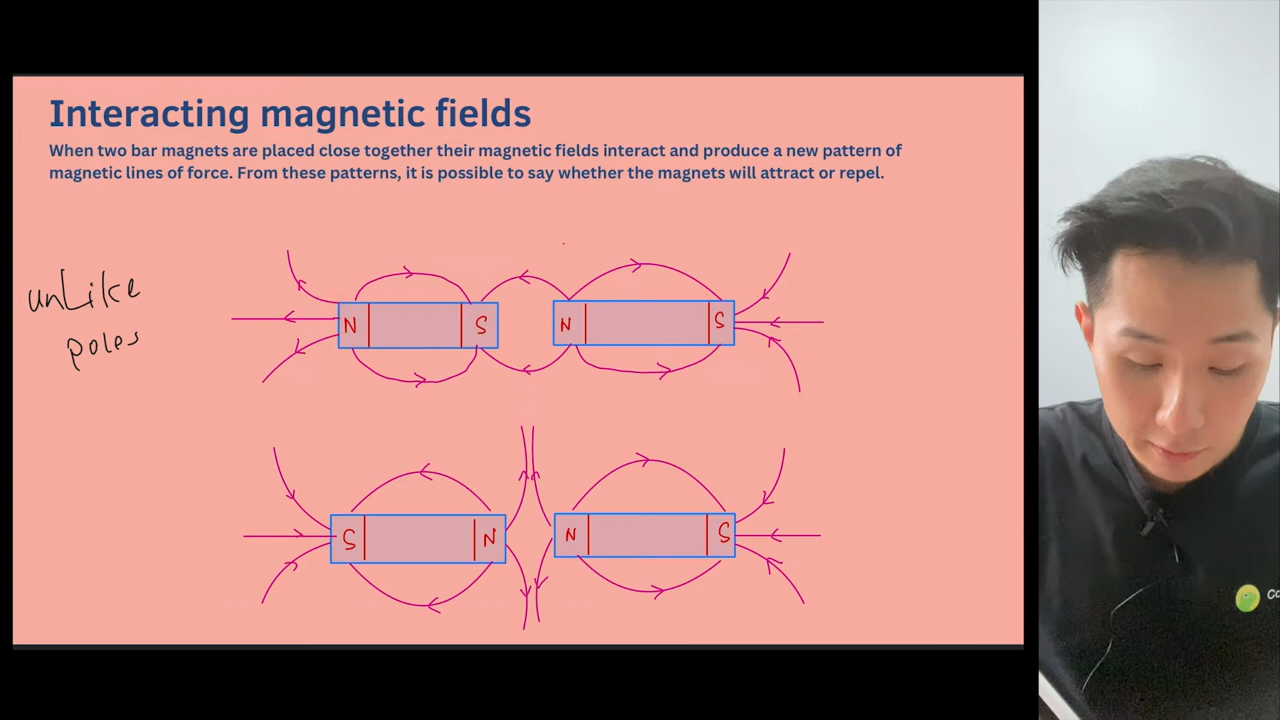 Interacting magnetic fields
When two bar magnets are placed close together their magnetic fields interact and produce a new pattern of
magnetic lines of force. From these patterns, it is possible to say whether the magnets will attract or repel.
unLike
poles
N S N S
S N N S